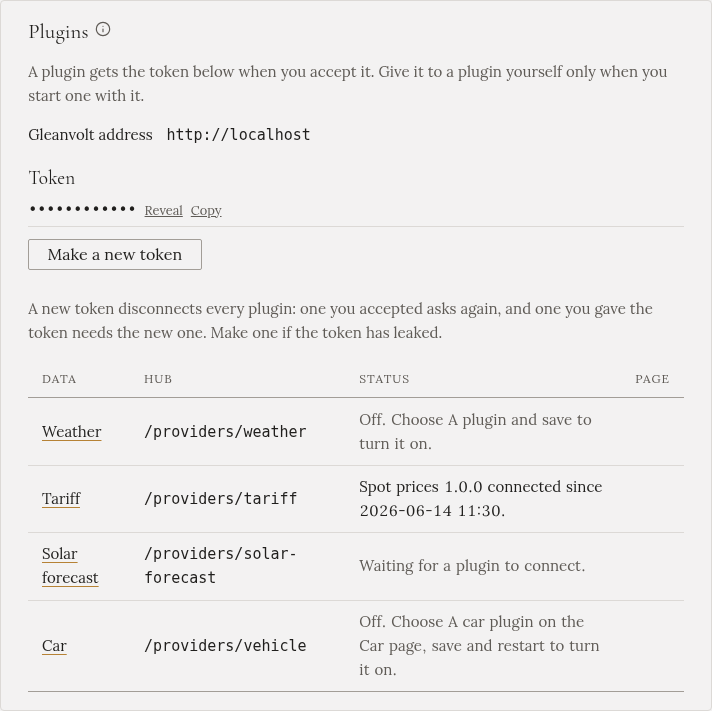 Plugins
A plugin gets the token below when you accept it. Give it to a plugin yourself only when you
start one with it.
Gleanvolt address http://localhost
Token
•••••••••••• Reveal Copy
Make a new token
A new token disconnects every plugin: one you accepted asks again, and one you gave the
token needs the new one. Make one if the token has leaked.
DATA HUB STATUS PAGE
Weather /providers/weather Off. Choose A plugin and save to
turn it on.
Tariff /providers/tariff Spot prices 1.0.0 connected since
2026-06-14 11:30.
Solar /providers/solar-
forecast forecast Waiting for a plugin to connect.
Car /providers/vehicle Off. Choose A car plugin on the
Car page, save and restart to turn
it on.